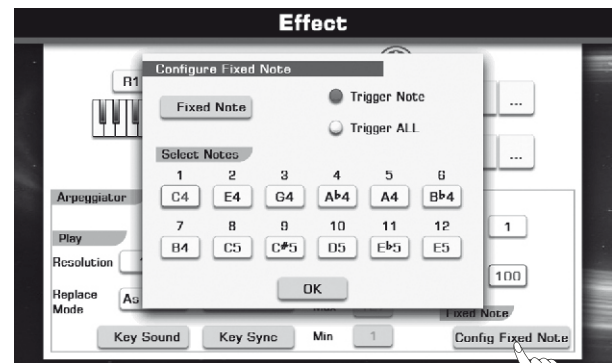 Effect
R1
Configure Fixed Note
Fixed Note
Trigger Note
Trigger ALL
...
...
Select Notes
1 2 3 4 5 6
C4 E4 G4 A♭4 A4 B♭4
7 8 9 10 11 12
B4 C5 C#5 D5 E♭5 E5
OK
Arpeggiator
Play
1
Resolution
100
Replace
Mode
As
Fixed Note
Key Sound Key Sync Min 1 Config Fixed Note